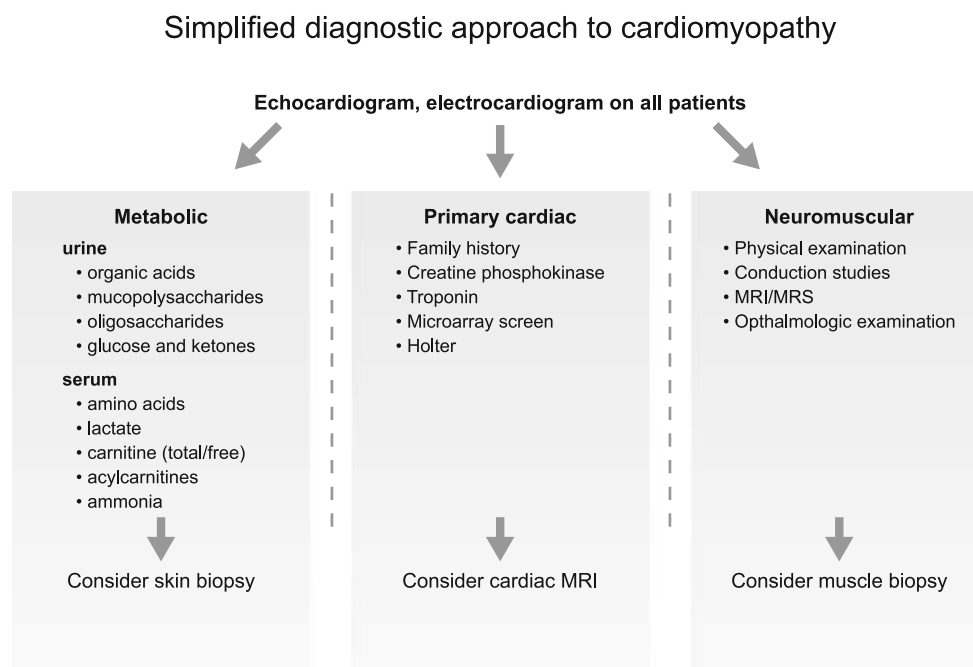 Simplified diagnostic approach to cardiomyopathy
Echocardiogram, electrocardiogram on all patients
Metabolic
urine
• organic acids
• mucopolysaccharides
• oligosaccharides
• glucose and ketones
serum
• amino acids
• lactate
• carnitine (total/free)
• acylcarnitines
• ammonia
Consider skin biopsy
Primary cardiac
• Family history
• Creatine phosphokinase
• Troponin
• Microarray screen
• Holter
Consider cardiac MRI
Neuromuscular
• Physical examination
• Conduction studies
• MRI/MRS
• Opthalmologic examination
Consider muscle biopsy